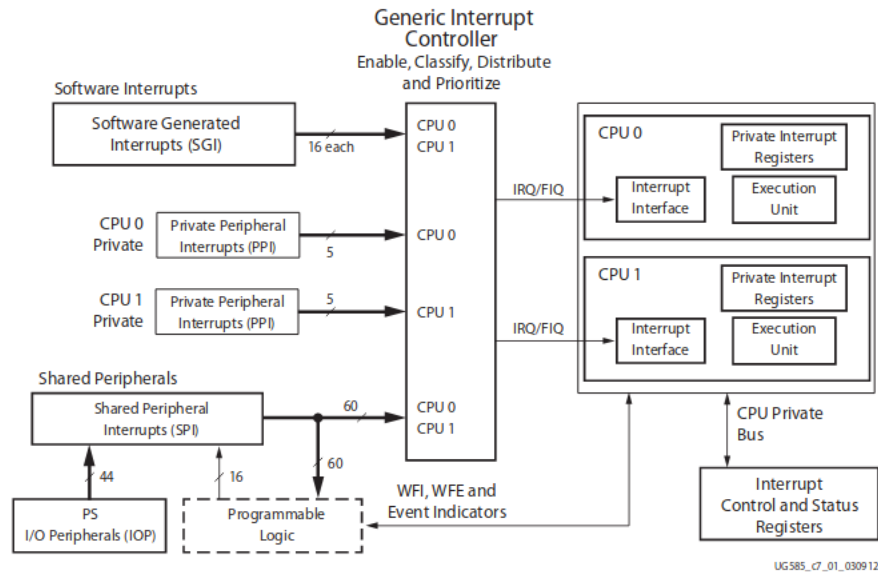 Generic Interrupt
Controller
Enable, Classify, Distribute
and Prioritize
Software Interrupts
Software Generated
Interrupts (SGI)
16 each
CPU 0
CPU 1
CPU 0
Private
Private Peripheral
Interrupts (PPI)
5
CPU 0
CPU 1
Private
Private Peripheral
Interrupts (PPI)
5
CPU 1
Shared Peripherals
Shared Peripheral
Interrupts (SPI)
60
CPU 0
CPU 1
44
16
60
PS
I/O Peripherals (IOP)
Programmable
Logic
IRQ/FIQ
IRQ/FIQ
CPU 0
Private Interrupt
Registers
Interrupt
Interface
Execution
Unit
CPU 1
Private Interrupt
Registers
Interrupt
Interface
Execution
Unit
WFI, WFE and
Event Indicators
CPU Private
Bus
Interrupt
Control and Status
Registers
UG585_c7_01_030912